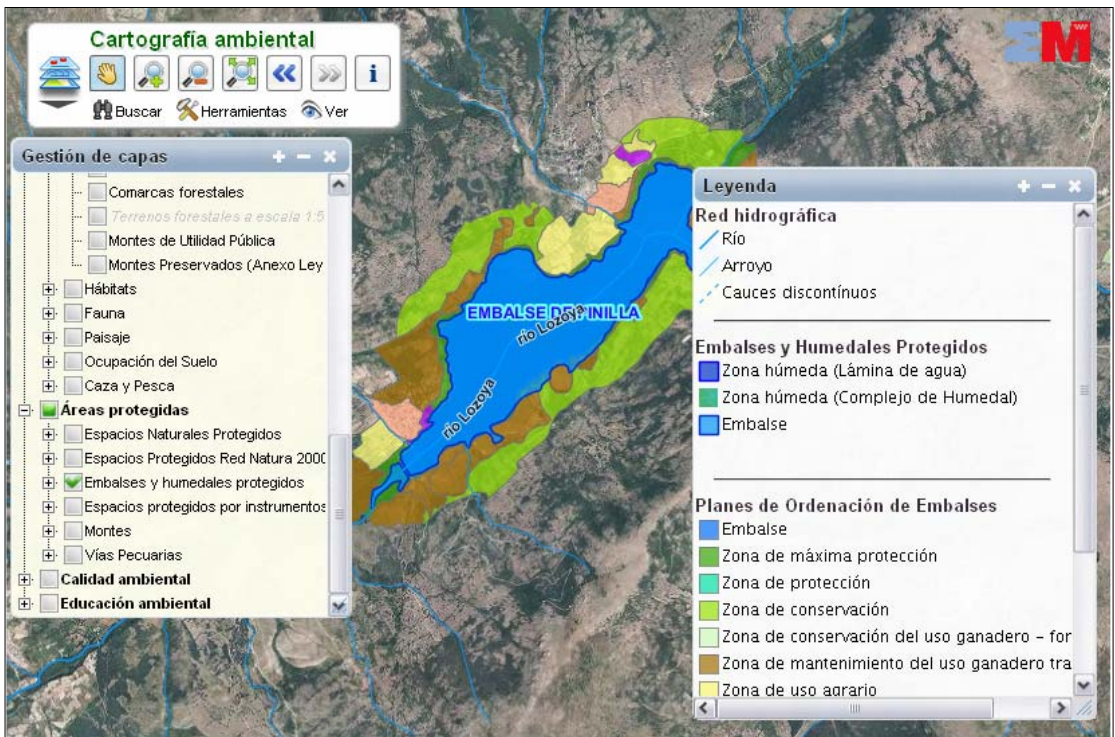 Cartografía ambiental
i
Buscar Herramientas Ver
Gestión de capas
Comarcas forestales
Terrenos forestales a escala 1:5
Montes de Utilidad Pública
Montes Preservados (Anexo Ley
Hábitats
Fauna
Paisaje
Ocupación del Suelo
Caza y Pesca
Áreas protegidas
Espacios Naturales Protegidos
Espacios Protegidos Red Natura 2000
Embalses y humedales protegidos
Espacios protegidos por instrumentos
Montes
Vías Pecuarias
Calidad ambiental
Educación ambiental
EMBALSE DE PINILLA
río Lozoya
río Lozoya
Leyenda
Red hidrográfica
Río
Arroyo
Cauces discontínuos
Embalses y Humedales Protegidos
Zona húmeda (Lámina de agua)
Zona húmeda (Complejo de Humedal)
Embalse
Planes de Ordenación de Embalses
Embalse
Zona de máxima protección
Zona de protección
Zona de conservación
Zona de conservación del uso ganadero - for
Zona de mantenimiento del uso ganadero tra
Zona de uso agrario